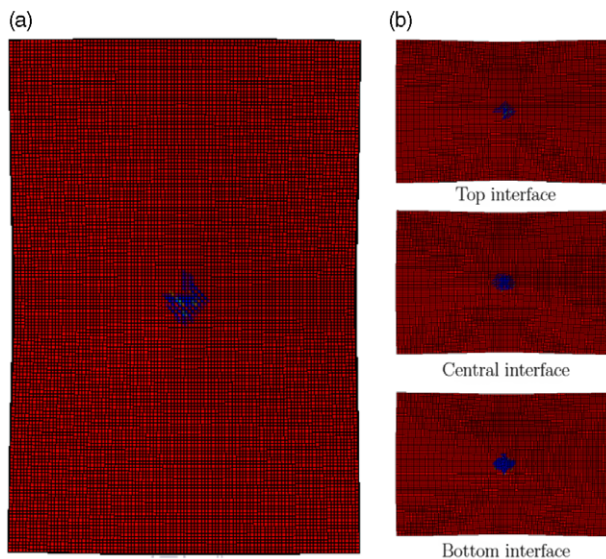 (a)
(b)
Top interface
Central interface
Bottom interface